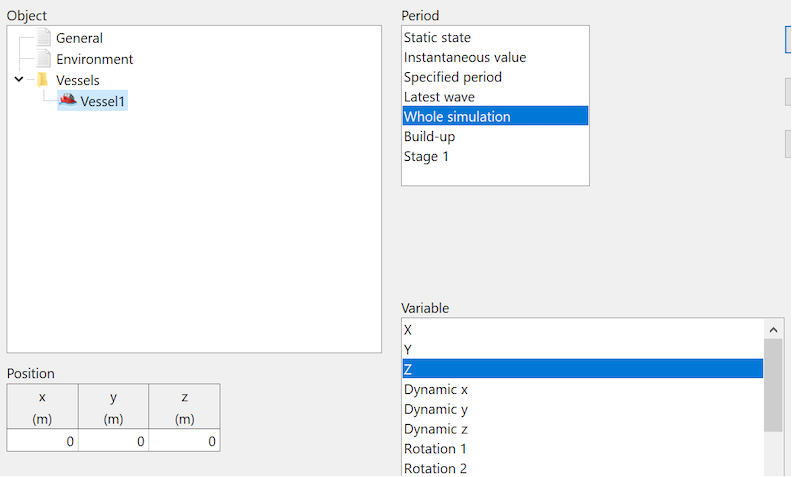 Object
General
Environment
Vessels
Vessel1
Period
Static state
Instantaneous value
Specified period
Latest wave
Whole simulation
Build-up
Stage 1
Position
x y z
(m) (m) (m)
0 0 0
Variable
X
Y
Z
Dynamic x
Dynamic y
Dynamic z
Rotation 1
Rotation 2